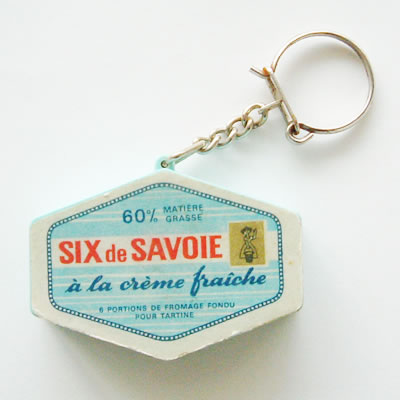 60% MATIÈRE
GRASSE
SIX de SAVOIE
à la crème fraîche
6 PORTIONS DE FROMAGE FONDU
POUR TARTINE